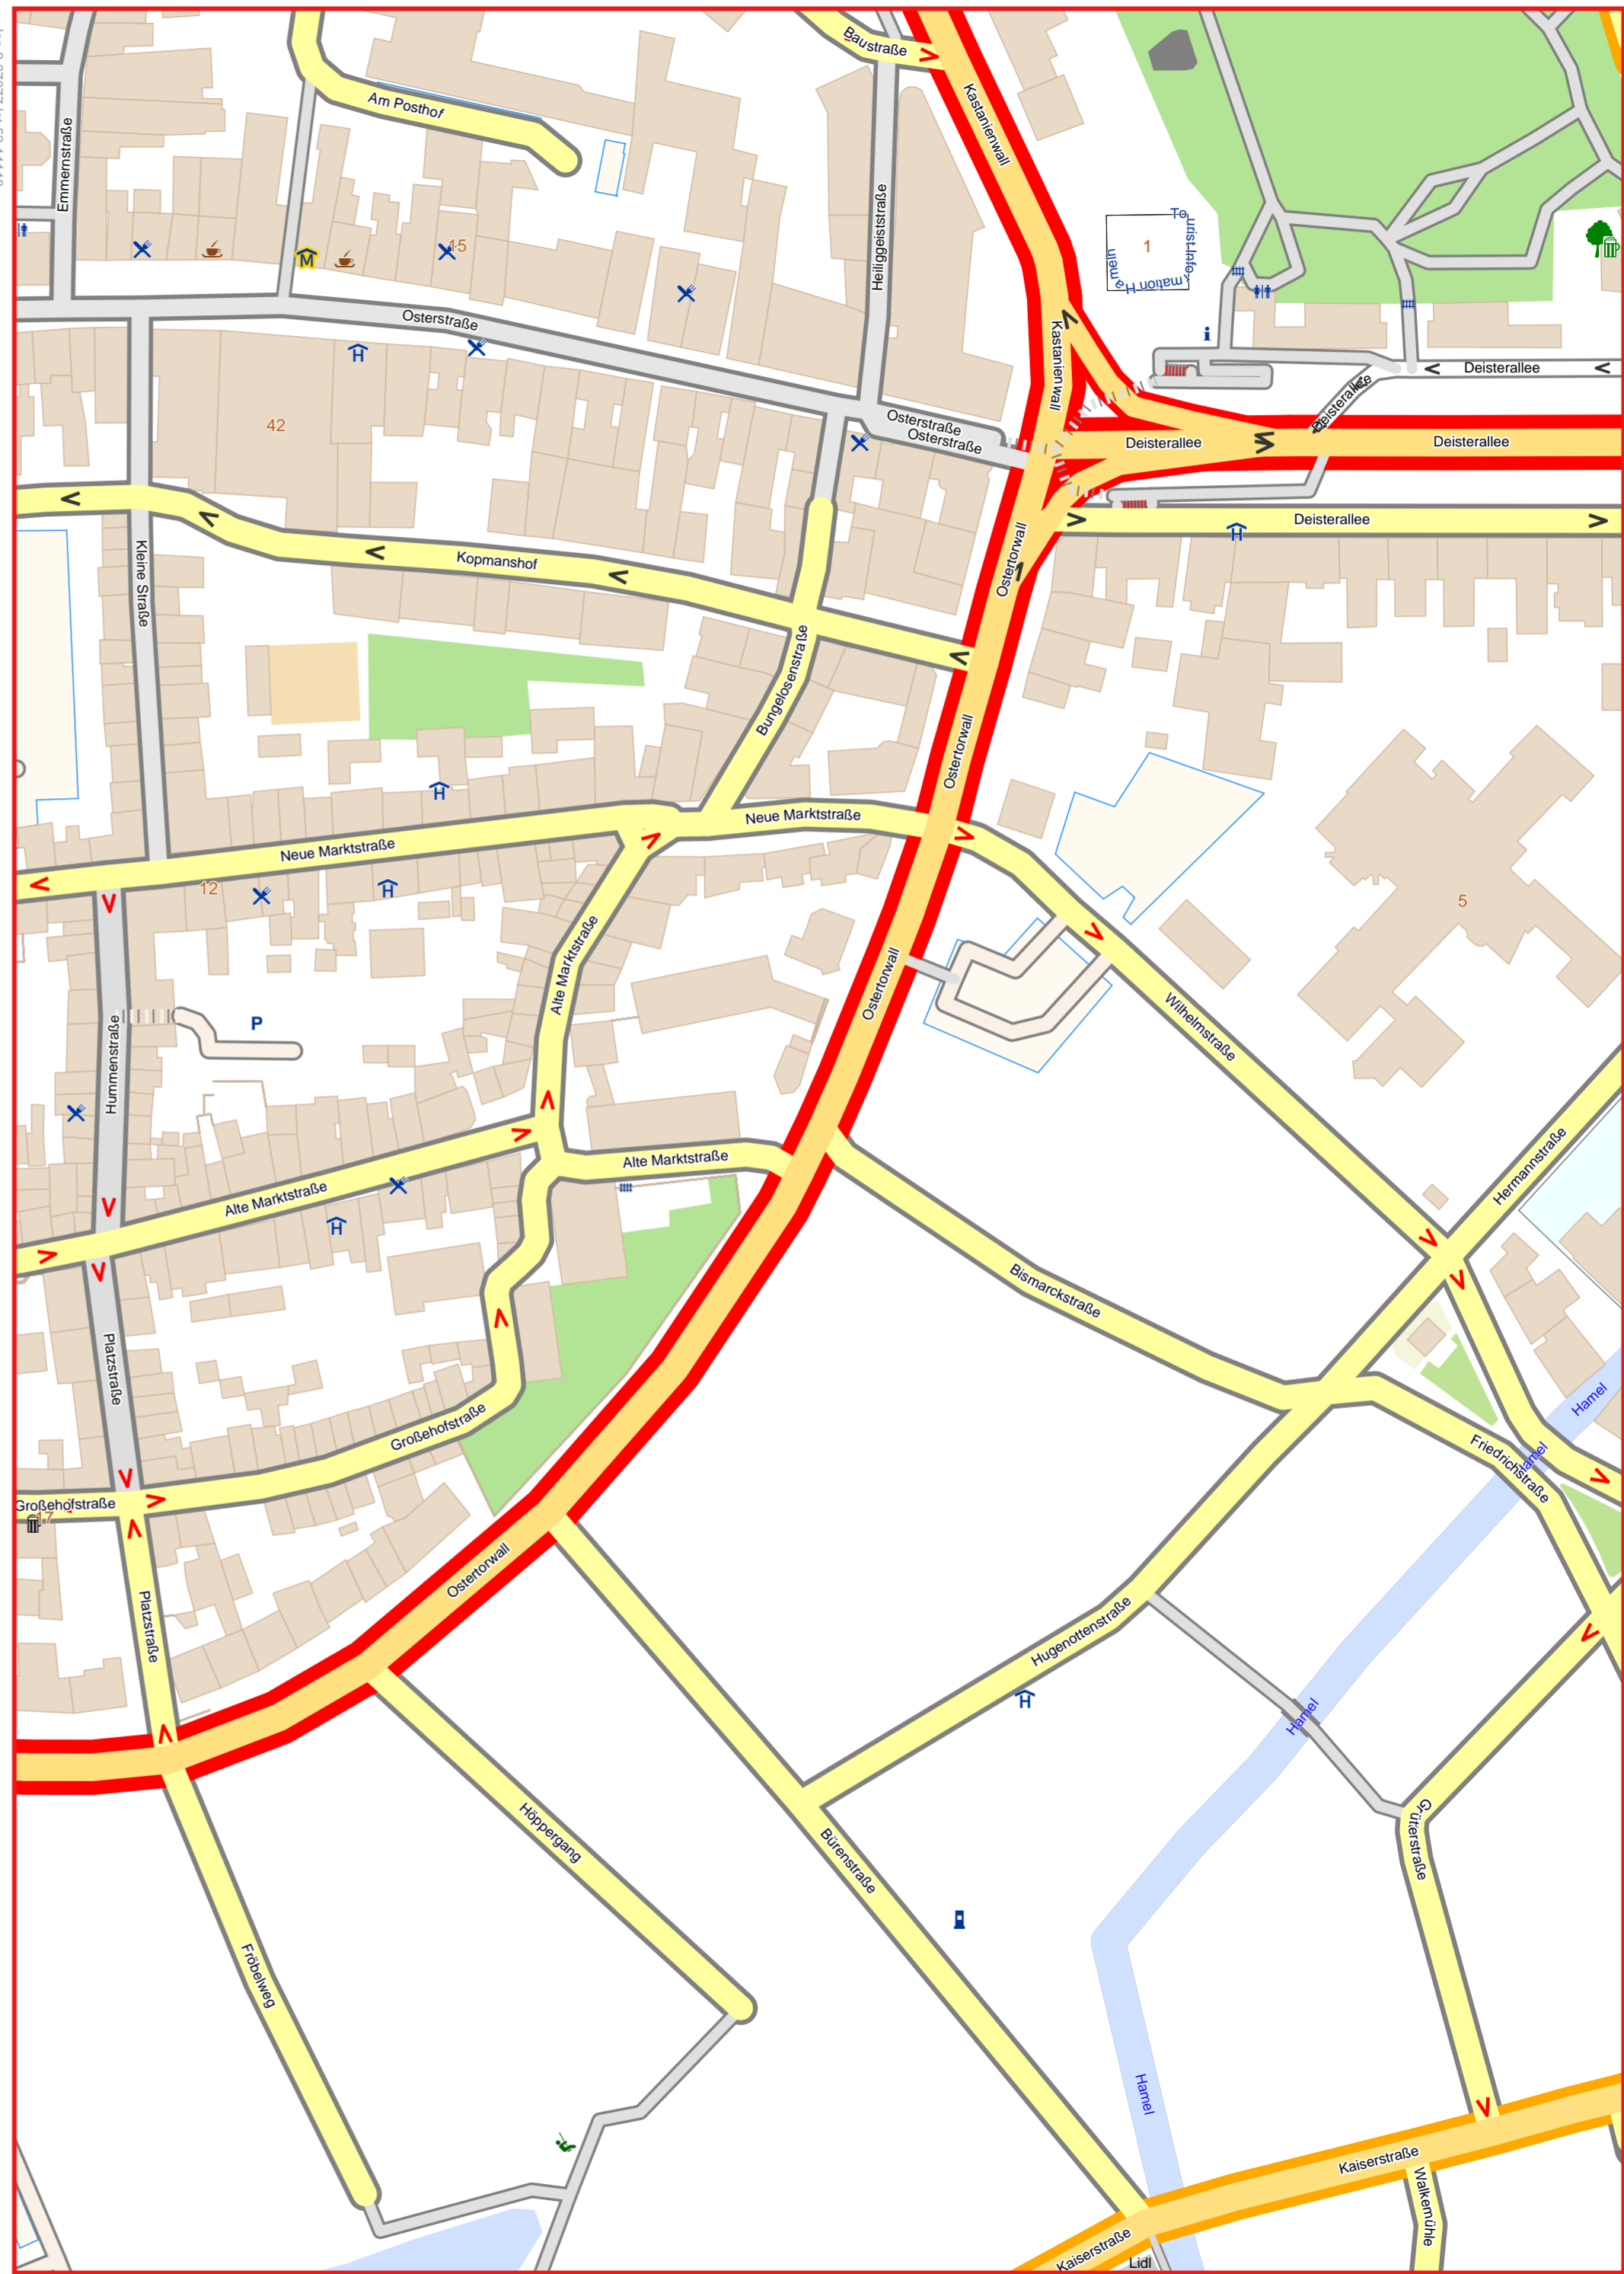 Baustraße
Kastanienwall
Am Posthof
Emmernstraße
Heiliggeiststraße
Tourist-Information Hameln
1
M
15
i
Osterstraße
H
Kastanienwall
Deisterallee
Deisterallee
42
Osterstraße
Osterstraße
Deisterallee
Deisterallee
Deisterallee
H
Kleine Straße
Kopmanshof
Ostertorwall
Bungelosenstraße
Ostertorwall
H
Neue Marktstraße
Neue Marktstraße
12
H
5
Alte Marktstraße
Ostertorwall
P
Hummenstraße
Wilhelmstraße
Alte Marktstraße
Hermannstraße
Alte Marktstraße
H
Bismarckstraße
Platzstraße
Hamel
Großehofstraße
Hamel
Friedrichstraße
Großehofstraße
17
Ostertorwall
Platzstraße
Hugenottenstraße
H
Hamel
Höppergang
Bürenstraße
Grütterstraße
Fröbelweg
Hamel
Kaiserstraße
Walkemühle
Kaiserstraße
Lidl